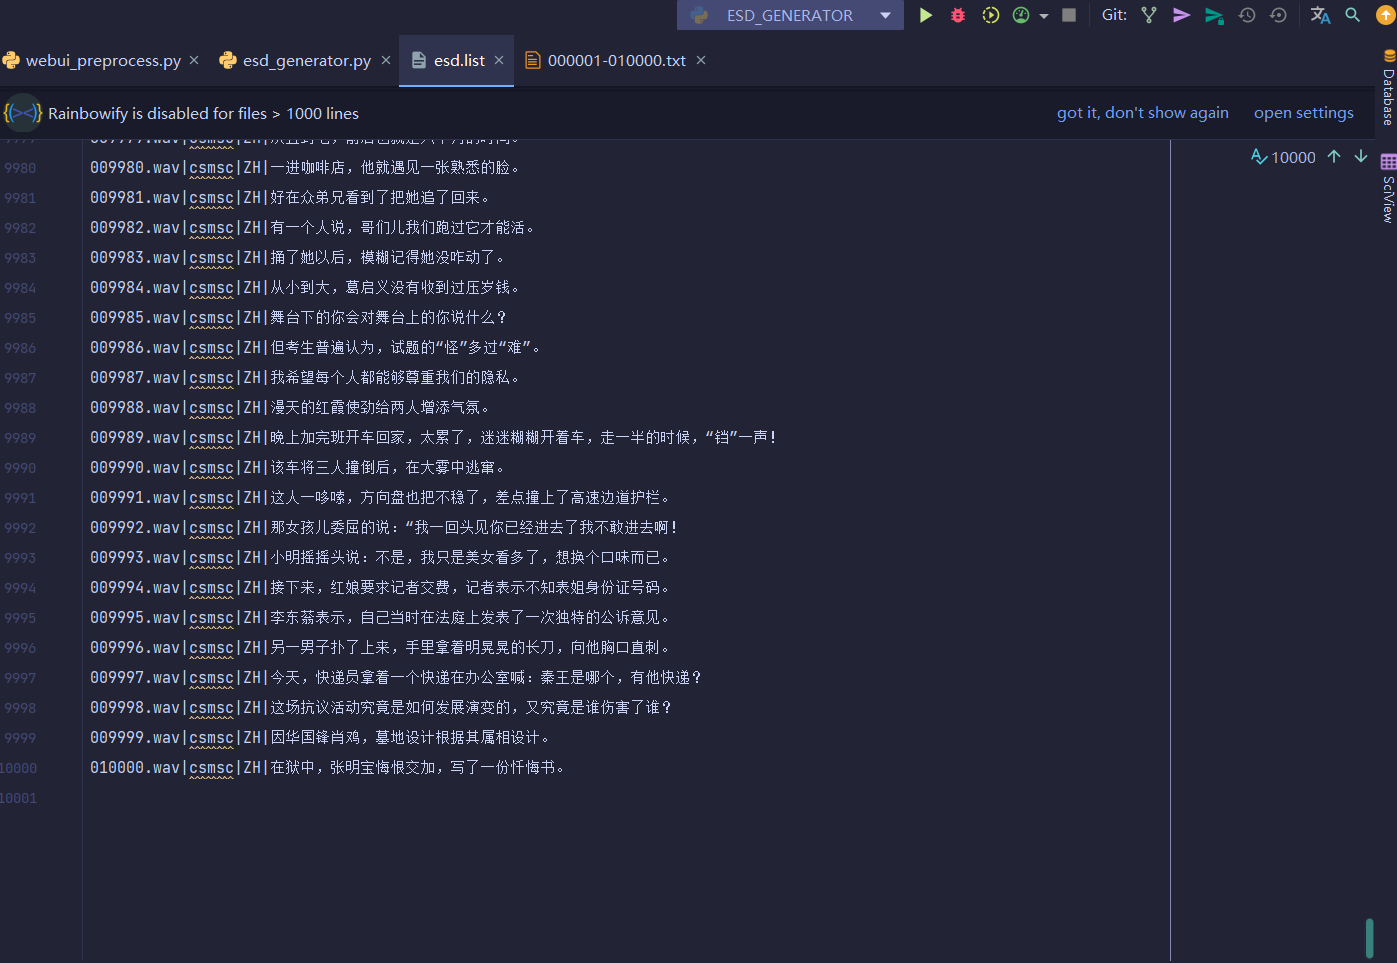 ESD_GENERATOR
Git:
webui_preprocess.py
esd_generator.py
esd.list
000001-010000.txt
Rainbowify is disabled for files > 1000 lines
got it, don't show again
open settings
10000
Database
SciView
9980 009980.wav|csmsc|ZH|一进咖啡店，他就遇见一张熟悉的脸。
9981 009981.wav|csmsc|ZH|好在众弟兄看到了把她追了回来。
9982 009982.wav|csmsc|ZH|有一个人说，哥们儿我们跑过它才能活。
9983 009983.wav|csmsc|ZH|捅了她以后，模糊记得她没咋动了。
9984 009984.wav|csmsc|ZH|从小到大，葛启义没有收到过压岁钱。
9985 009985.wav|csmsc|ZH|舞台下的你会对舞台上的你说什么？
9986 009986.wav|csmsc|ZH|但考生普遍认为，试题的“怪”多过“难”。
9987 009987.wav|csmsc|ZH|我希望每个人都能够尊重我们的隐私。
9988 009988.wav|csmsc|ZH|漫天的红霞使劲给两人增添气氛。
9989 009989.wav|csmsc|ZH|晚上加完班开车回家，太累了，迷迷糊糊开着车，走一半的时候，“铛”一声！
9990 009990.wav|csmsc|ZH|该车将三人撞倒后，在大雾中逃窜。
9991 009991.wav|csmsc|ZH|这人一哆嗦，方向盘也把不稳了，差点撞上了高速边道护栏。
9992 009992.wav|csmsc|ZH|那女孩儿委屈的说：“我一回头见你已经进去了我不敢进去啊！
9993 009993.wav|csmsc|ZH|小明摇摇头说：不是，我只是美女看多了，想换个口味而已。
9994 009994.wav|csmsc|ZH|接下来，红娘要求记者交费，记者表示不知表姐身份证号码。
9995 009995.wav|csmsc|ZH|李东蓊表示，自己当时在法庭上发表了一次独特的公诉意见。
9996 009996.wav|csmsc|ZH|另一男子扑了上来，手里拿着明晃晃的长刀，向他胸口直刺。
9997 009997.wav|csmsc|ZH|今天，快递员拿着一个快递在办公室喊：秦王是哪个，有他快递？
9998 009998.wav|csmsc|ZH|这场抗议活动究竟是如何发展演变的，又究竟是谁伤害了谁？
9999 009999.wav|csmsc|ZH|因华国锋肖鸡，墓地设计根据其属相设计。
10000 010000.wav|csmsc|ZH|在狱中，张明宝悔恨交加，写了一份忏悔书。
10001